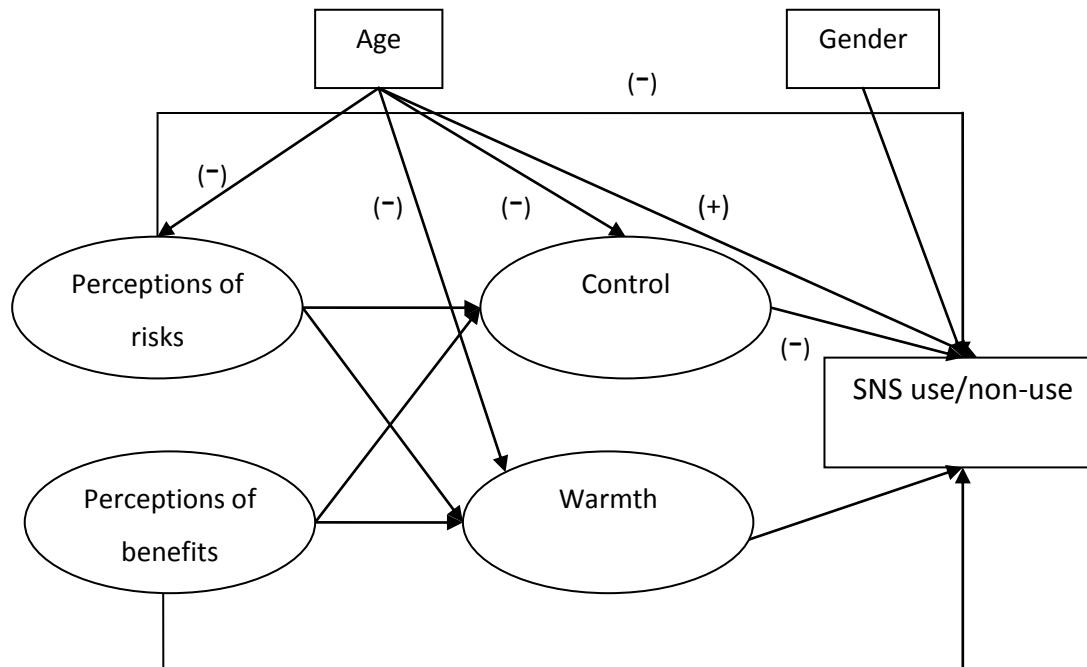 Age
Gender
(-)
(-)
(-)
(-)
(+)
Perceptions of
risks
Control
(-)
SNS use/non-use
Perceptions of
benefits
Warmth